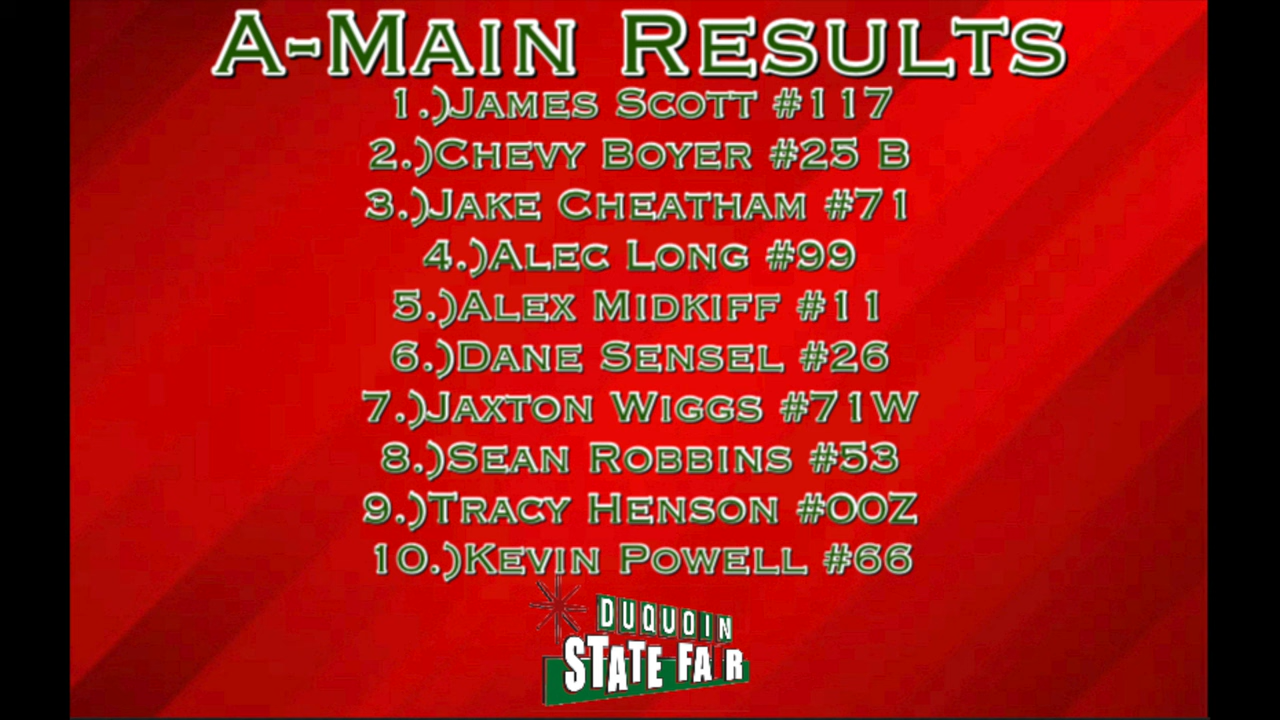 A-Main Results
1.)James Scott #117
2.)Chevy Boyer #25 B
3.)Jake Cheatham #71
4.)Alec Long #99
5.)Alex Midkiff #11
6.)Dane Sensel #26
7.)Jaxton Wiggs #71W
8.)Sean Robbins #53
9.)Tracy Henson #00Z
10.)Kevin Powell #66
DUQUOIN
STATE FAIR